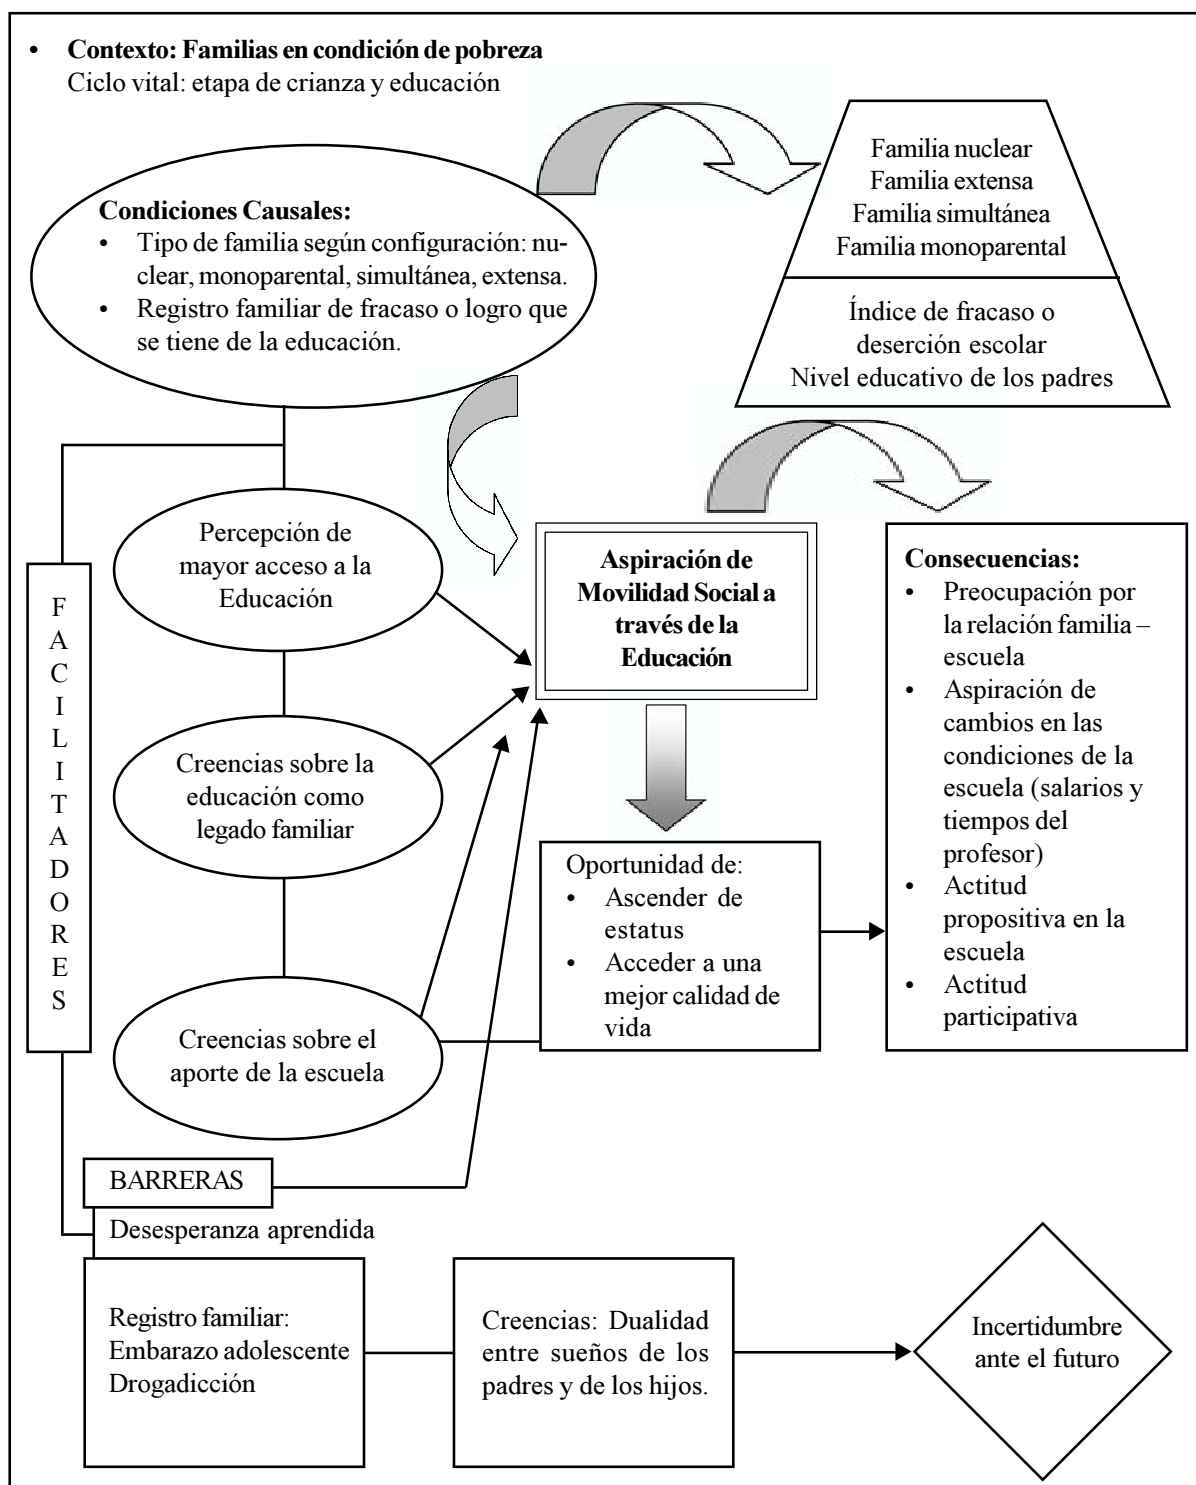 • Contexto: Familias en condición de pobreza
Ciclo vital: etapa de crianza y educación
Condiciones Causales:
• Tipo de familia según configuración: nu-
clear, monoparental, simultánea, extensa.
• Registro familiar de fracaso o logro que
se tiene de la educación.
Familia nuclear
Familia extensa
Familia simultánea
Familia monoparental
Índice de fracaso o
deserción escolar
Nivel educativo de los padres
F
A
C
I
L
I
T
A
D
O
R
E
S
Percepción de
mayor acceso a la
Educación
Creencias sobre la
educación como
legado familiar
Creencias sobre el
aporte de la escuela
Aspiración de
Movilidad Social a
través de la
Educación
Oportunidad de:
• Ascender de
estatus
• Acceder a una
mejor calidad de
vida
Consecuencias:
• Preocupación por
la relación familia –
escuela
• Aspiración de
cambios en las
condiciones de la
escuela (salarios y
tiempos del
profesor)
• Actitud
propositiva en la
escuela
• Actitud
participativa
BARRERAS
Desesperanza aprendida
Registro familiar:
Embarazo adolescente
Drogadicción
Creencias: Dualidad
entre sueños de los
padres y de los hijos.
Incertidumbre
ante el futuro